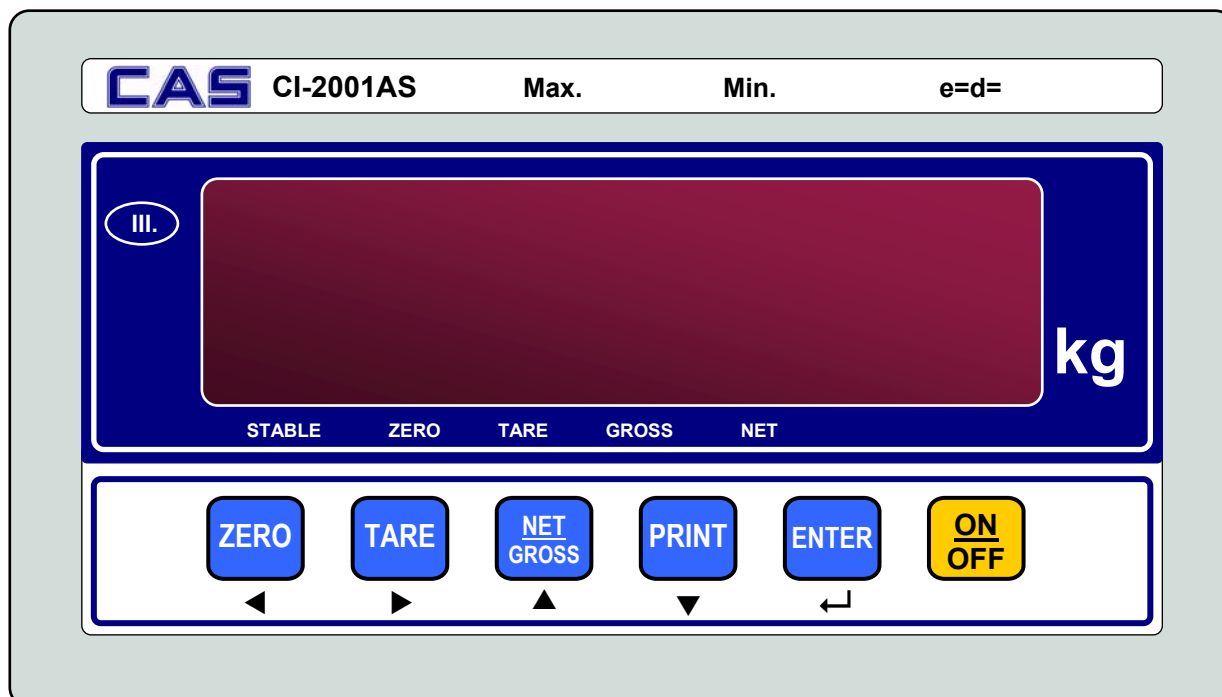 CAS CI-2001AS Max. Min. e=d=
III.
kg
STABLE ZERO TARE GROSS NET
ZERO TARE NET GROSS PRINT ENTER ON OFF